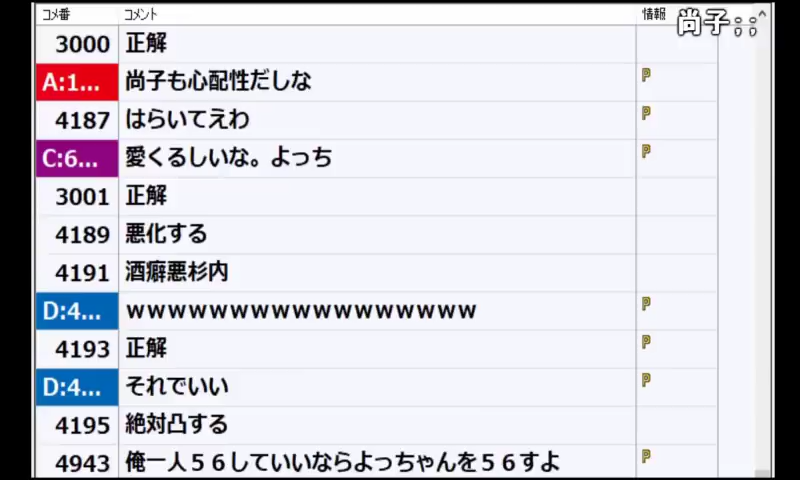 コメ番 コメント 情報 尚子;;
3000 正解
A:1... 尚子も心配性だしな P
4187 はらいてえわ P
C:6... 愛くるしいな。よっち P
3001 正解
4189 悪化する
4191 酒癖悪杉内
D:4... ｗｗｗｗｗｗｗｗｗｗｗｗｗｗｗｗｗ P
4193 正解 P
D:4... それでいい P
4195 絶対凸する
4943 俺一人５６していいならよっちゃんを５６すよ P